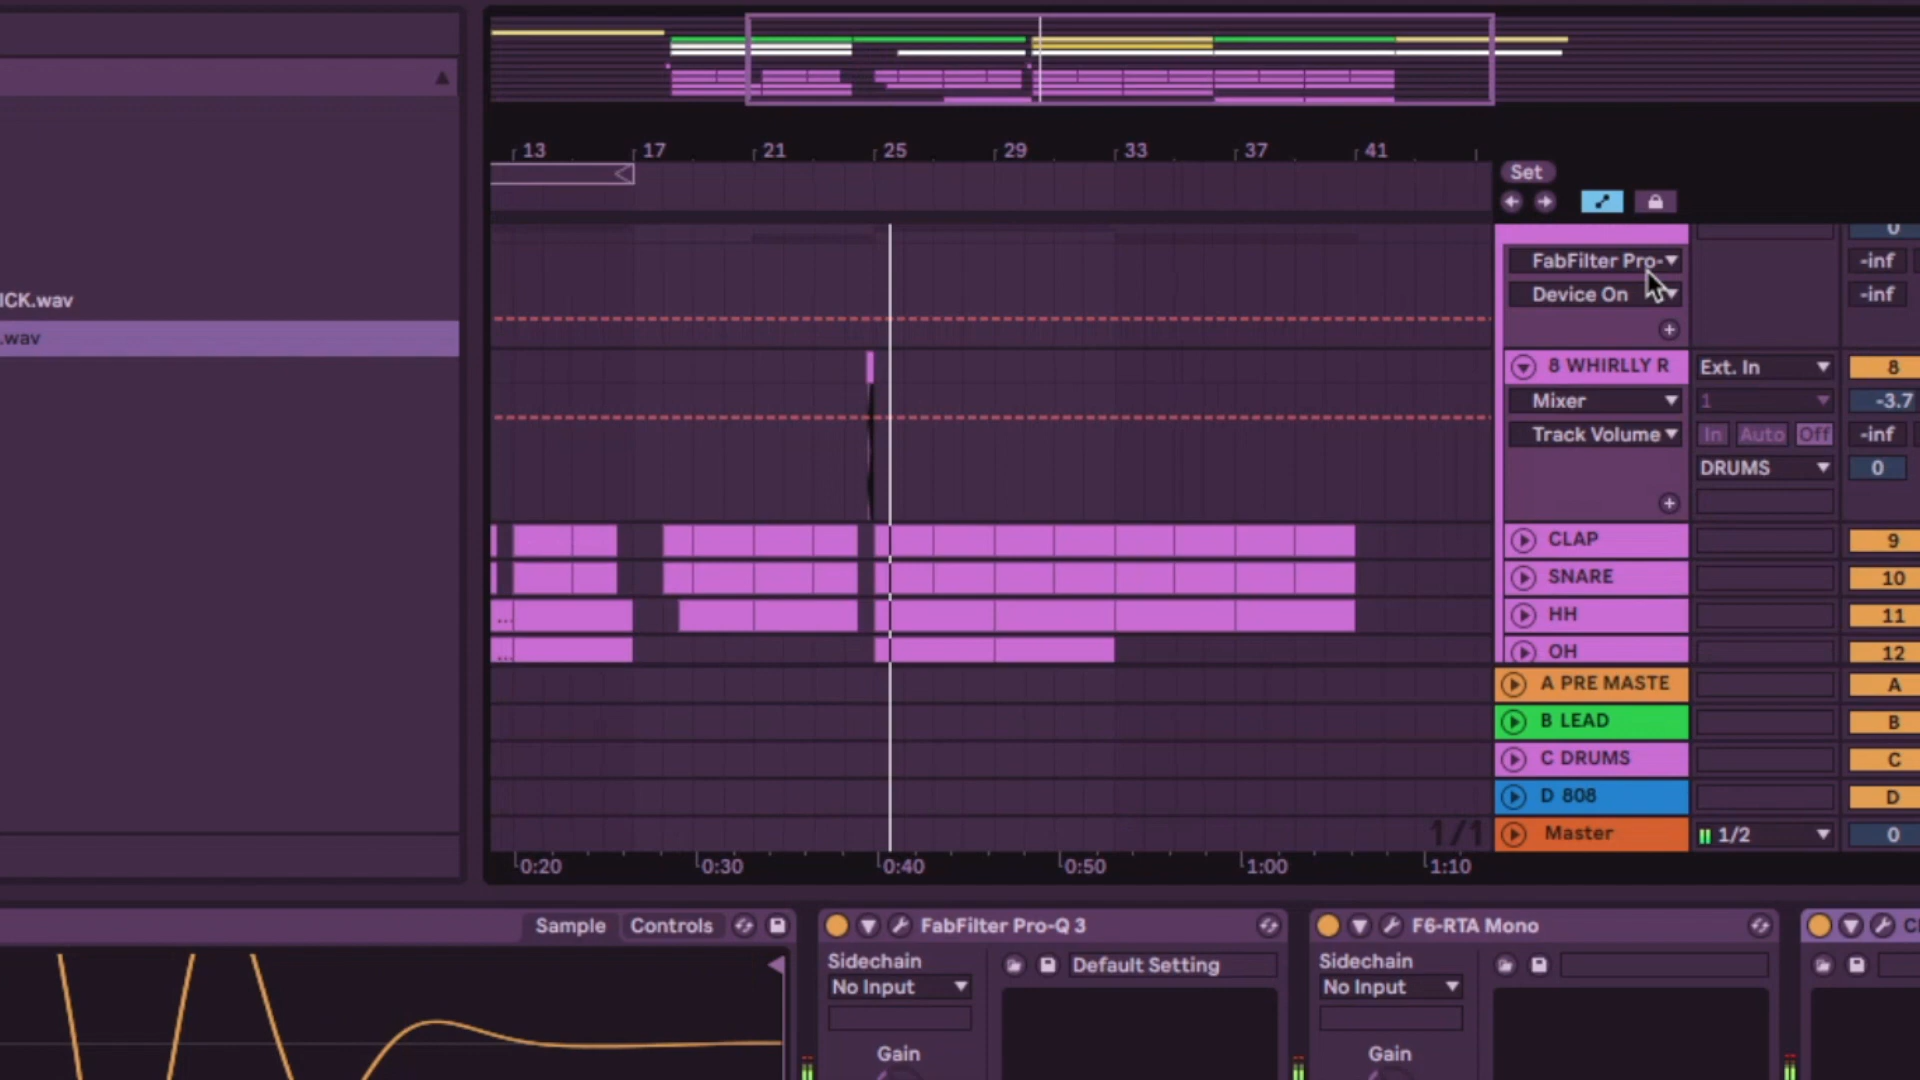 13 17 21 25 29 33 37 41
Set
FabFilter Pro-
Device On
0
-inf
-inf
ICK.wav
.wav
8 WHIRLLY R
Ext. In
8
Mixer
1
-3.7
Track Volume
In Auto Off
-inf
DRUMS
0
CLAP
9
SNARE
10
... HH
11
... OH
12
A PRE MASTE
A
B LEAD
B
C DRUMS
C
D 808
D
1/1
Master
1/2
0
0:20 0:30 0:40 0:50 1:00 1:10
Sample Controls
FabFilter Pro-Q 3
F6-RTA Mono
Sidechain
Default Setting
Sidechain
No Input
No Input
Gain
Gain